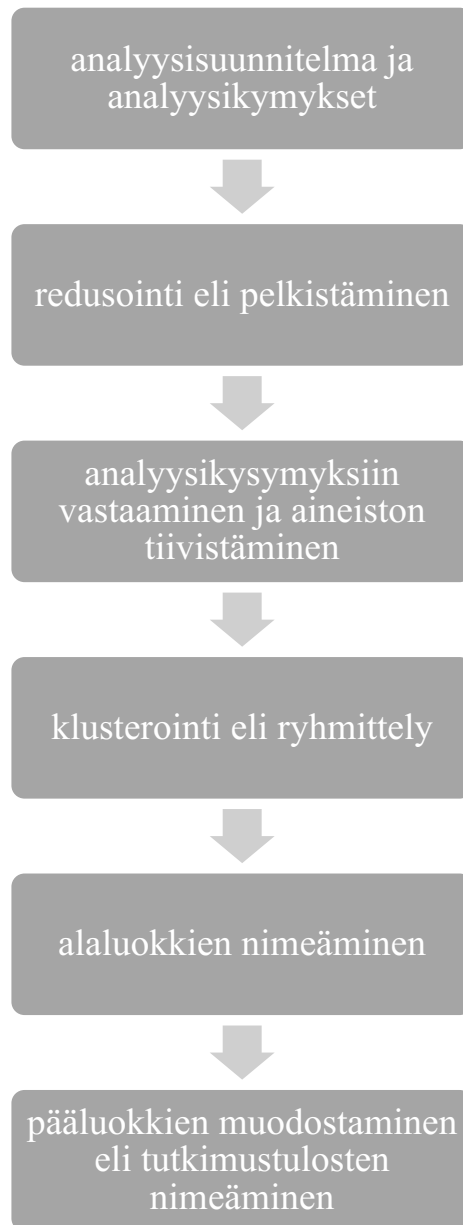 analyysisuunnitelma ja
analyysikymykset
redusointi eli pelkistäminen
analyysikysymyksiin
vastaaminen ja aineiston
tiivistäminen
klusterointi eli ryhmittely
alaluokkien nimeäminen
pääluokkien muodostaminen
eli tutkimustulosten
nimeäminen